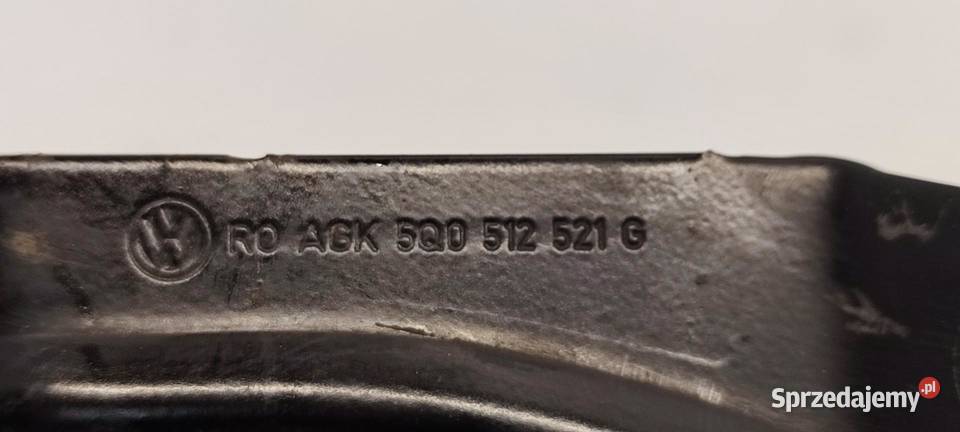 RO AGK 5Q0 512 521 G
Sprzedajemy.pl